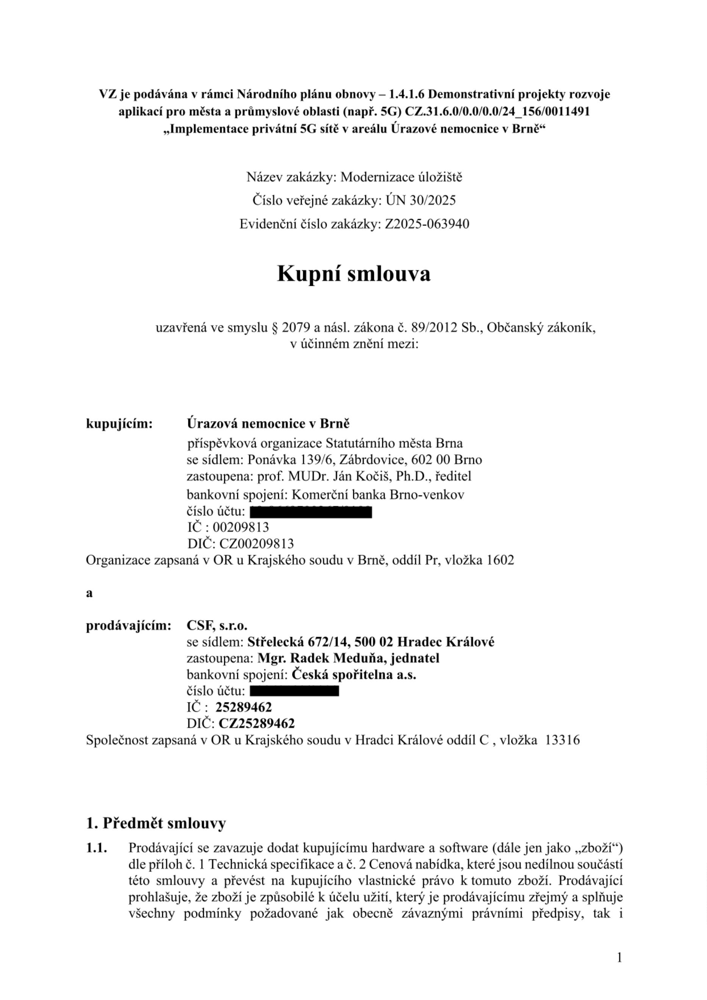 VZ je podávána v rámci Národního plánu obnovy – 1.4.1.6 Demonstrativní projekty rozvoje
aplikací pro města a průmyslové oblasti (např. 5G) CZ.31.6.0/0.0/0.0/24_156/0011491
„Implementace privátní 5G sítě v areálu Úrazové nemocnice v Brně“
Název zakázky: Modernizace úložiště
Číslo veřejné zakázky: ÚN 30/2025
Evidenční číslo zakázky: Z2025-063940
Kupní smlouva
uzavřená ve smyslu § 2079 a násl. zákona č. 89/2012 Sb., Občanský zákoník,
v účinném znění mezi:
kupujícím: Úrazová nemocnice v Brně
příspěvková organizace Statutárního města Brna
se sídlem: Ponávka 139/6, Zábrdovice, 602 00 Brno
zastoupena: prof. MUDr. Ján Kočiš, Ph.D., ředitel
bankovní spojení: Komerční banka Brno-venkov
číslo účtu:
IČ : 00209813
DIČ: CZ00209813
Organizace zapsaná v OR u Krajského soudu v Brně, oddíl Pr, vložka 1602
a
prodávajícím: CSF, s.r.o.
se sídlem: Střelecká 672/14, 500 02 Hradec Králové
zastoupena: Mgr. Radek Meduňa, jednatel
bankovní spojení: Česká spořitelna a.s.
číslo účtu:
IČ : 25289462
DIČ: CZ25289462
Společnost zapsaná v OR u Krajského soudu v Hradci Králové oddíl C , vložka 13316
1. Předmět smlouvy
1.1. Prodávající se zavazuje dodat kupujícímu hardware a software (dále jen jako „zboží“)
dle příloh č. 1 Technická specifikace a č. 2 Cenová nabídka, které jsou nedílnou součástí
této smlouvy a převést na kupujícího vlastnické právo k tomuto zboží. Prodávající
prohlašuje, že zboží je způsobilé k účelu užití, který je prodávajícímu zřejmý a splňuje
všechny podmínky požadované jak obecně závaznými právními předpisy, tak i
1